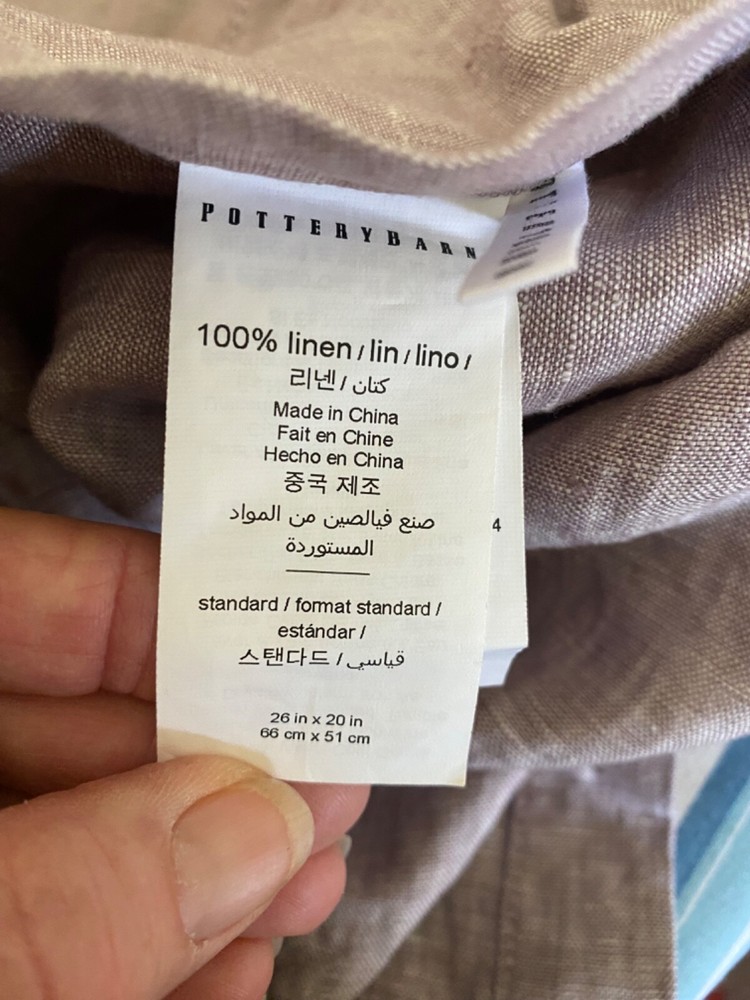 POTTERYBARN
100% linen / lin / lino /
리넨 / كتان
Made in China
Fait en Chine
Hecho en China
중국 제조
صنع فيالصين من المواد
المستوردة
standard / format standard /
estándar /
스탠다드 / قياسي
26 in x 20 in
66 cm x 51 cm
4